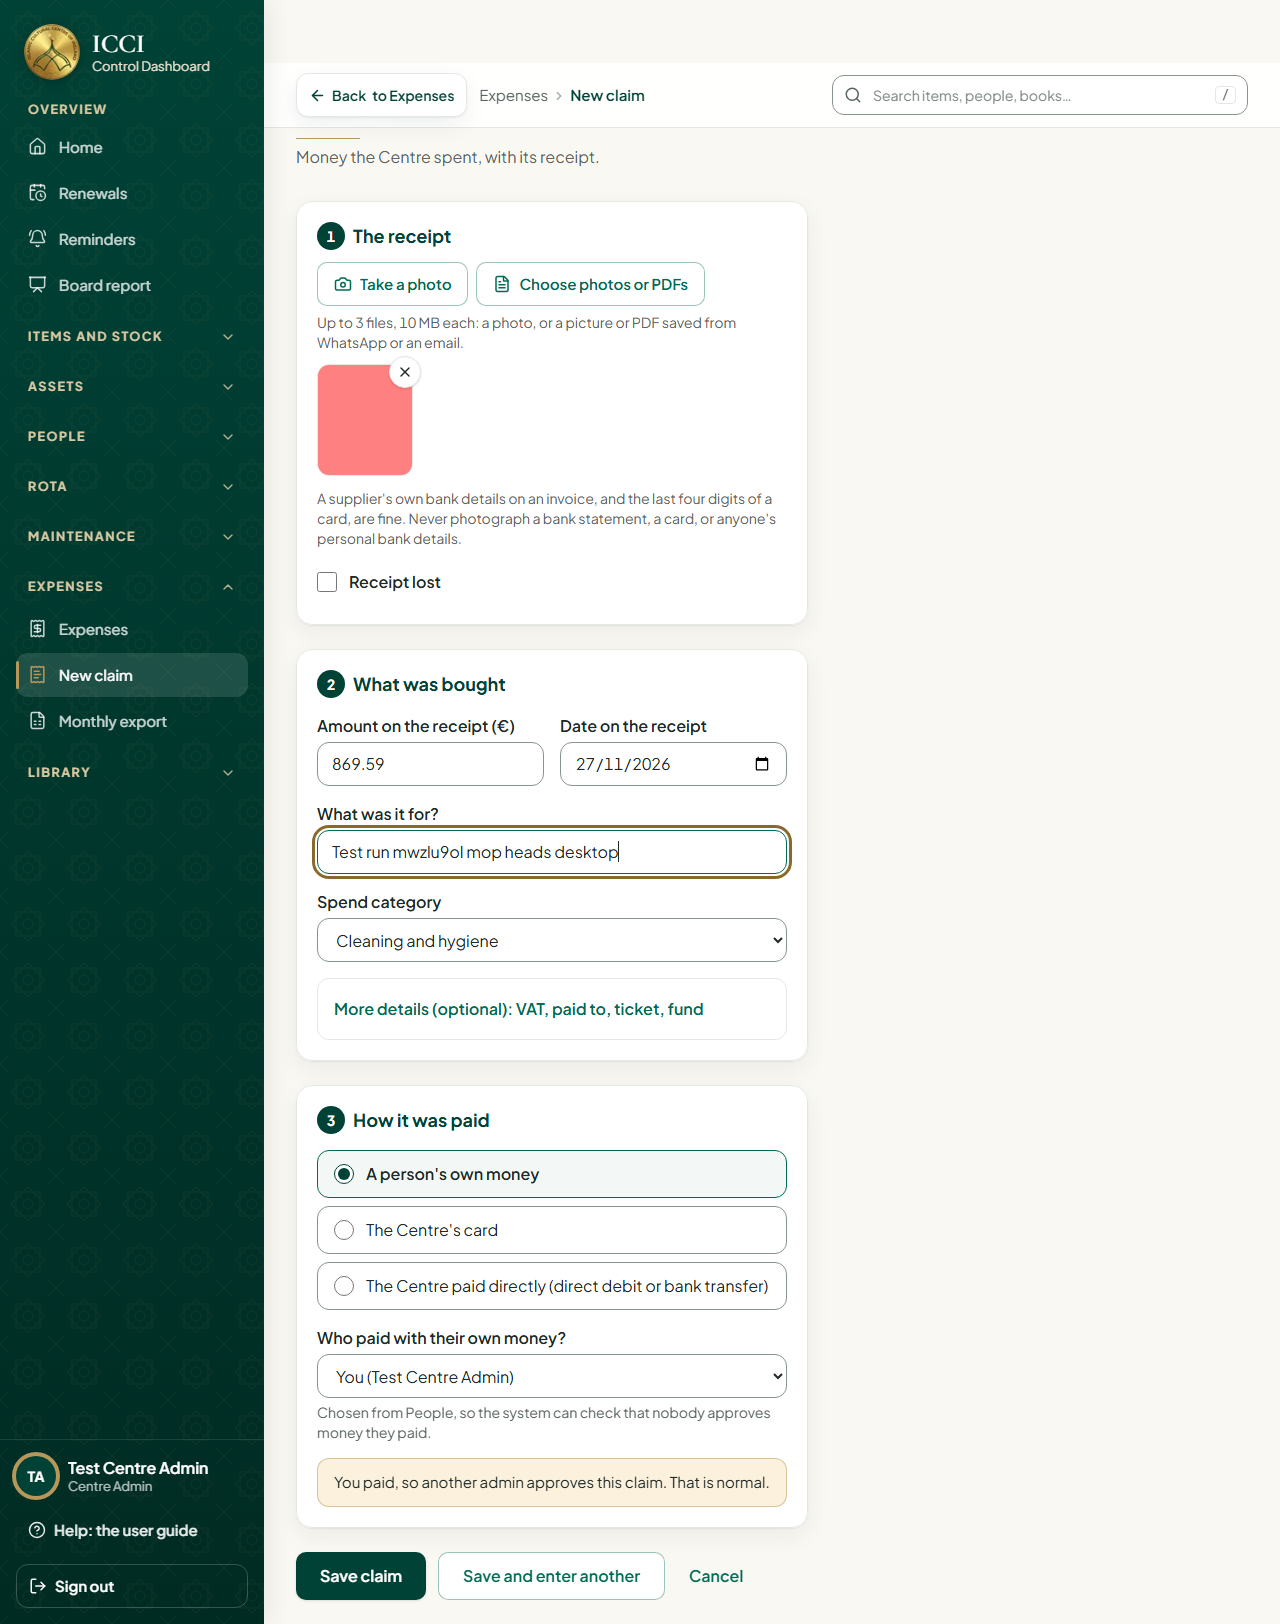 ICCI
Control Dashboard
OVERVIEW
Home
Renewals
Reminders
Board report
ITEMS AND STOCK
ASSETS
PEOPLE
ROTA
MAINTENANCE
EXPENSES
Expenses
New claim
Monthly export
LIBRARY
TA
Test Centre Admin
Centre Admin
Help: the user guide
Sign out
Back to Expenses
Expenses > New claim
Search items, people, books…
/
Money the Centre spent, with its receipt.
1 The receipt
Take a photo
Choose photos or PDFs
Up to 3 files, 10 MB each: a photo, or a picture or PDF saved from
WhatsApp or an email.
A supplier's own bank details on an invoice, and the last four digits of a
card, are fine. Never photograph a bank statement, a card, or anyone's
personal bank details.
Receipt lost
2 What was bought
Amount on the receipt (€)
Date on the receipt
869.59
27/11/2026
What was it for?
Test run mwzlu9ol mop heads desktop
Spend category
Cleaning and hygiene
More details (optional): VAT, paid to, ticket, fund
3 How it was paid
A person's own money
The Centre's card
The Centre paid directly (direct debit or bank transfer)
Who paid with their own money?
You (Test Centre Admin)
Chosen from People, so the system can check that nobody approves
money they paid.
You paid, so another admin approves this claim. That is normal.
Save claim
Save and enter another
Cancel